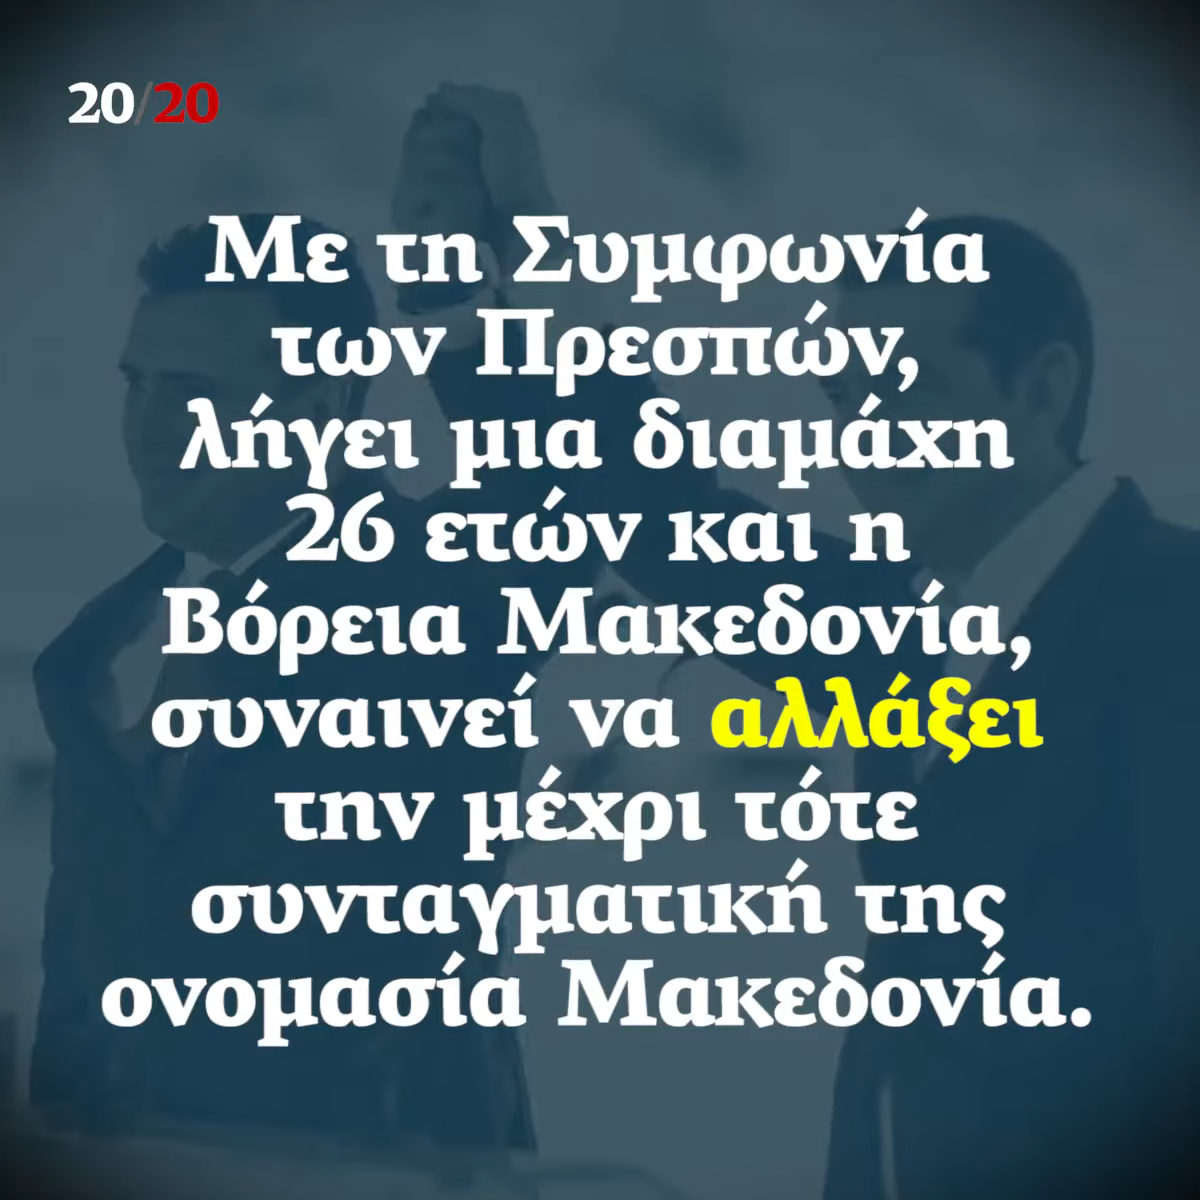 20/20
Με τη Συμφωνία
των Πρεσπών,
λήγει μια διαμάχη
26 ετών και η
Βόρεια Μακεδονία,
συναινεί να αλλάξει
την μέχρι τότε
συνταγματική της
ονομασία Μακεδονία.